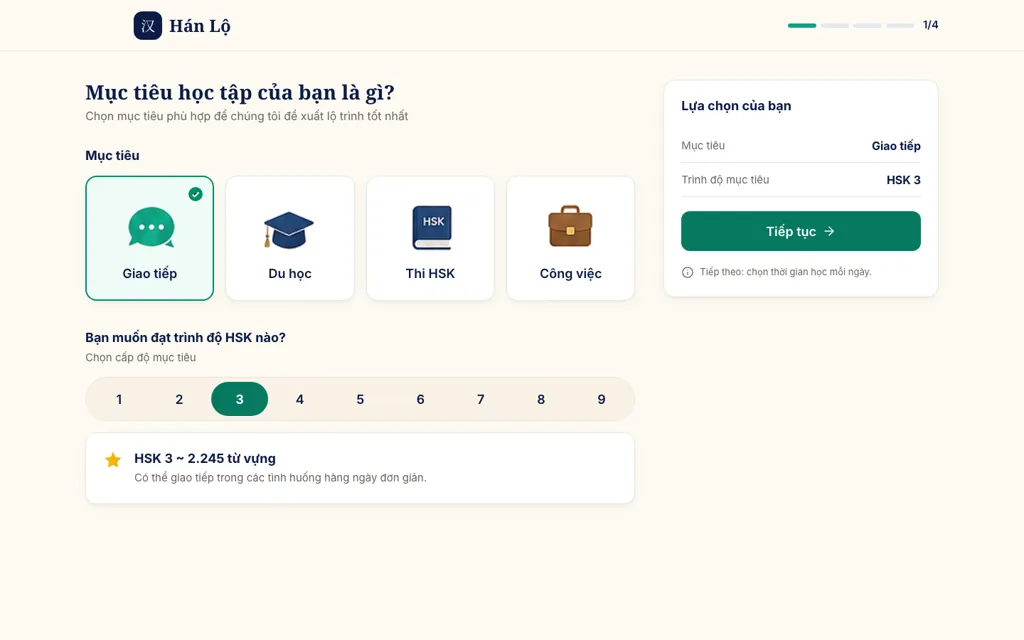 汉 Hán Lộ
1/4
Mục tiêu học tập của bạn là gì?
Chọn mục tiêu phù hợp để chúng tôi đề xuất lộ trình tốt nhất
Mục tiêu
Giao tiếp
Du học
HSK
Thi HSK
Công việc
Bạn muốn đạt trình độ HSK nào?
Chọn cấp độ mục tiêu
1 2 3 4 5 6 7 8 9
HSK 3 ~ 2.245 từ vựng
Có thể giao tiếp trong các tình huống hàng ngày đơn giản.
Lựa chọn của bạn
Mục tiêu Giao tiếp
Trình độ mục tiêu HSK 3
Tiếp tục →
Tiếp theo: chọn thời gian học mỗi ngày.